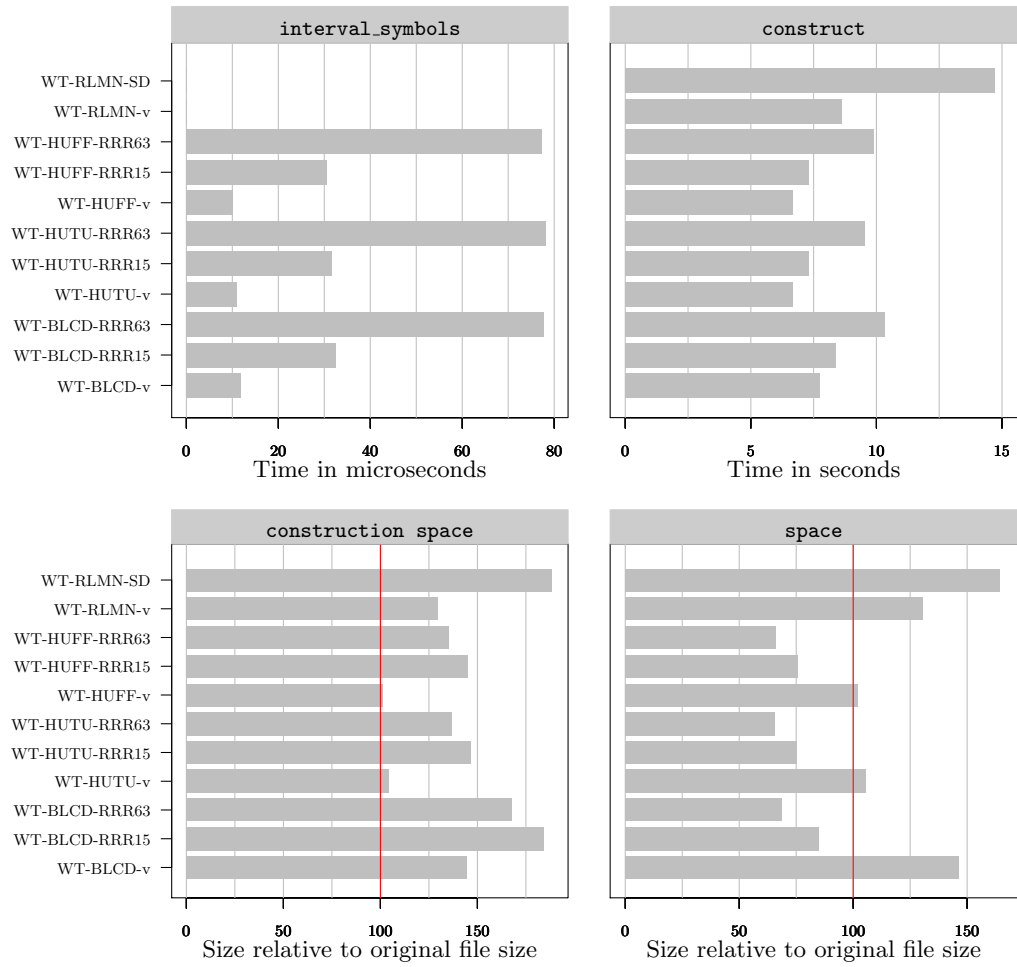 interval_symbols
construct
WT-RLMN-SD
WT-RLMN-v
WT-HUFF-RRR63
WT-HUFF-RRR15
WT-HUFF-v
WT-HUTU-RRR63
WT-HUTU-RRR15
WT-HUTU-v
WT-BLCD-RRR63
WT-BLCD-RRR15
WT-BLCD-v
0 20 40 60 80
Time in microseconds
0 5 10 15
Time in seconds
construction space
space
WT-RLMN-SD
WT-RLMN-v
WT-HUFF-RRR63
WT-HUFF-RRR15
WT-HUFF-v
WT-HUTU-RRR63
WT-HUTU-RRR15
WT-HUTU-v
WT-BLCD-RRR63
WT-BLCD-RRR15
WT-BLCD-v
0 50 100 150
Size relative to original file size
0 50 100 150
Size relative to original file size